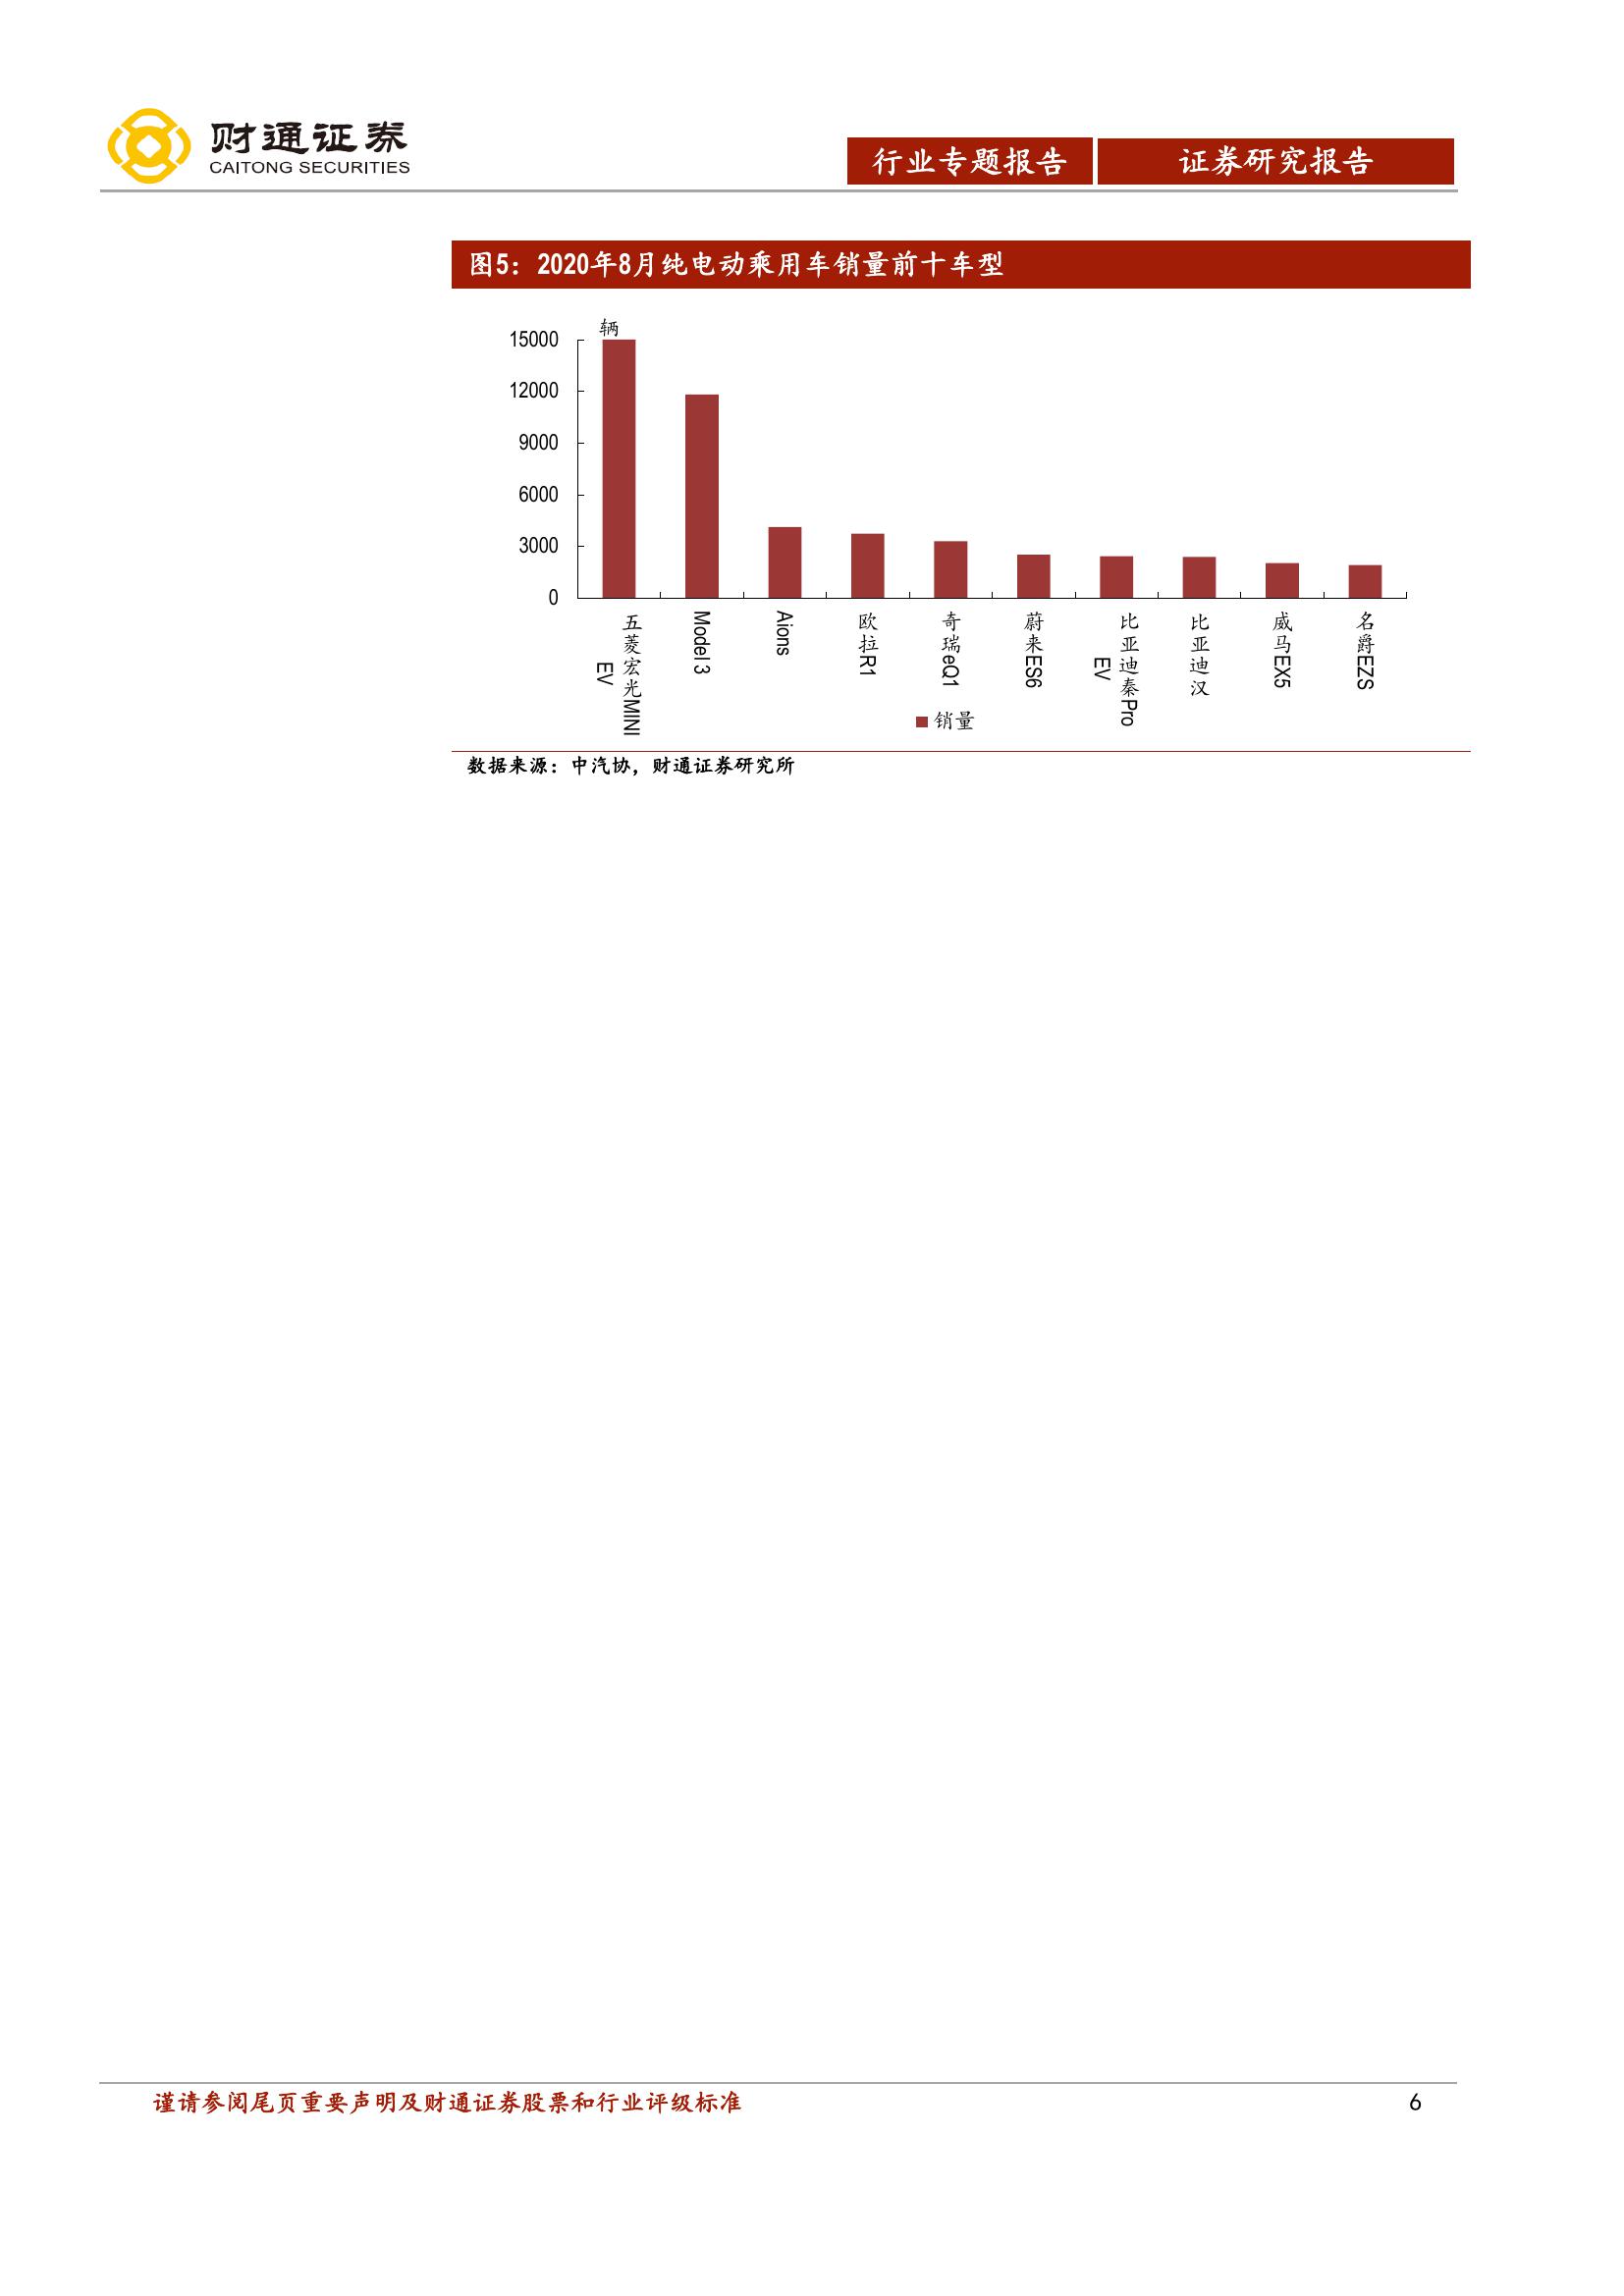 财通证券
CAITONG SECURITIES
行业专题报告 证券研究报告
图5：2020年8月纯电动乘用车销量前十车型
辆
15000
12000
9000
6000
3000
0
五菱宏光MINI
EV
Model 3
Aions
欧拉R1
奇瑞eQ1
蔚来ES6
比亚迪秦Pro
EV
比亚迪汉
威马EX5
名爵EZS
销量
数据来源：中汽协，财通证券研究所
谨请参阅尾页重要声明及财通证券股票和行业评级标准 6